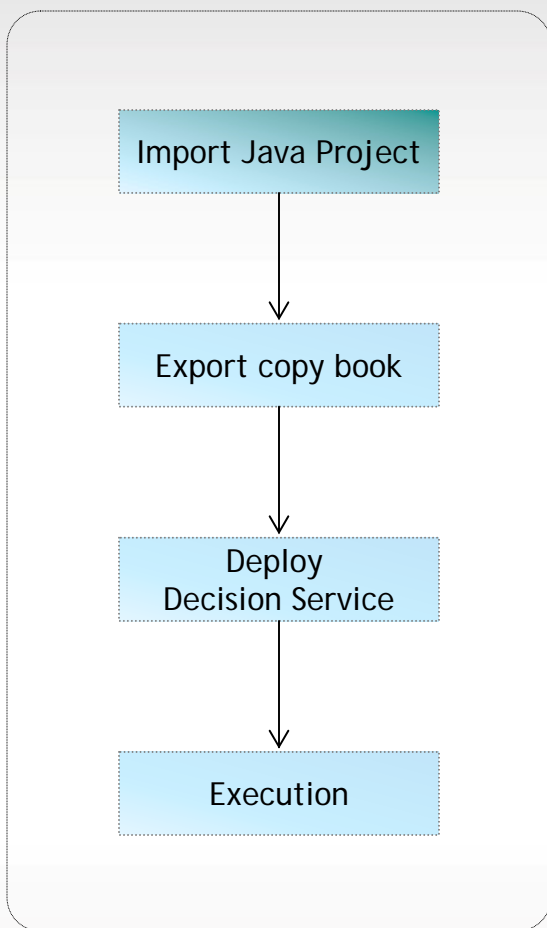 Import Java Project
Export copy book
Deploy
Decision Service
Execution